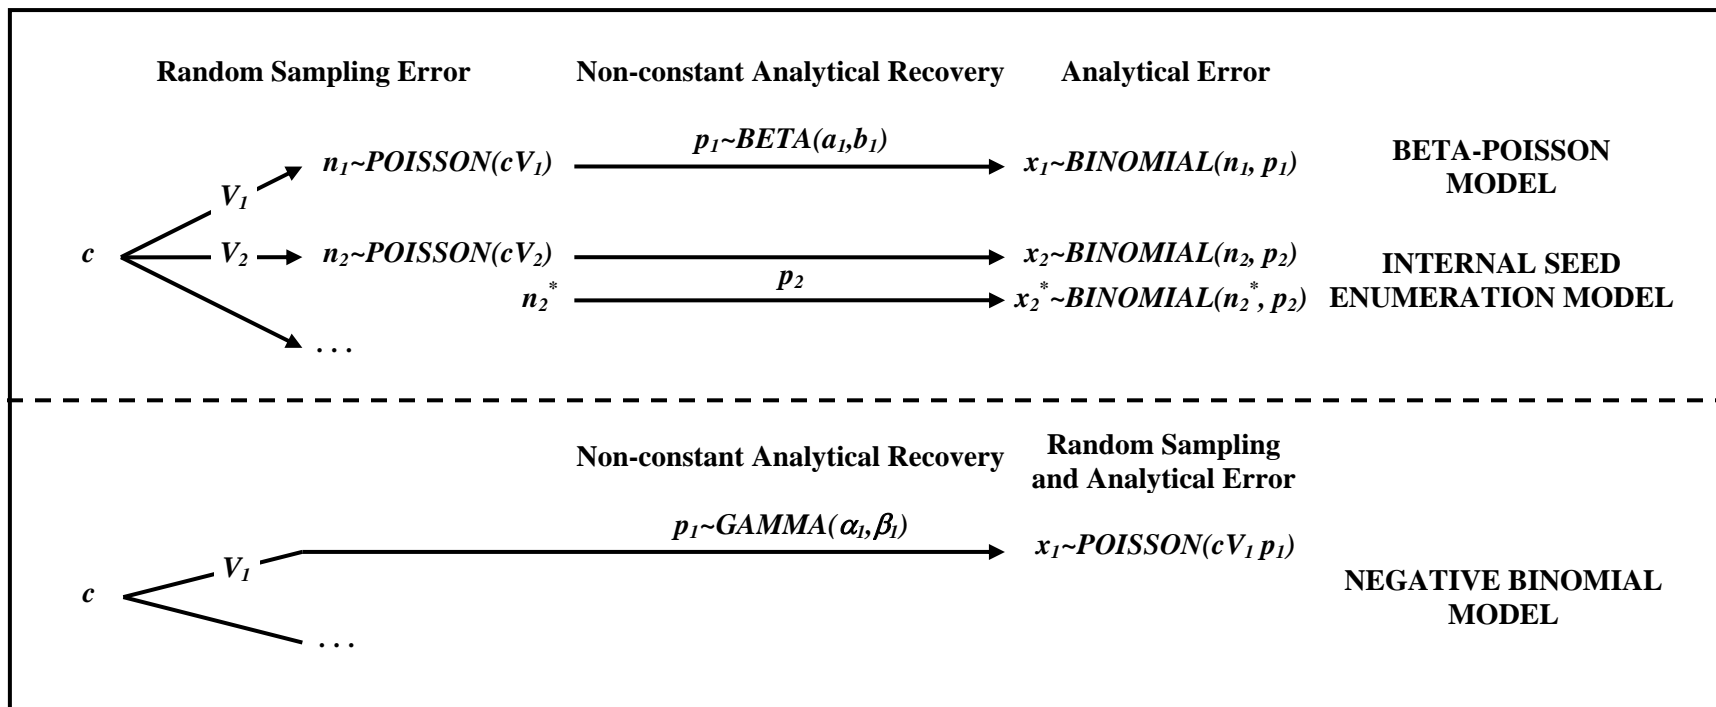 Random Sampling Error Non-constant Analytical Recovery Analytical Error
p₁~BETA(a₁,b₁)
n₁~POISSON(cV₁) x₁~BINOMIAL(n₁, p₁) BETA-POISSON
MODEL
V₁
c V₂ n₂~POISSON(cV₂) x₂~BINOMIAL(n₂, p₂) INTERNAL SEED
p₂
n₂* x₂*~BINOMIAL(n₂*, p₂) ENUMERATION MODEL
. . .
Non-constant Analytical Recovery Random Sampling
and Analytical Error
p₁~GAMMA(α₁,β₁)
V₁ x₁~POISSON(cV₁ p₁)
c NEGATIVE BINOMIAL
MODEL
. . .